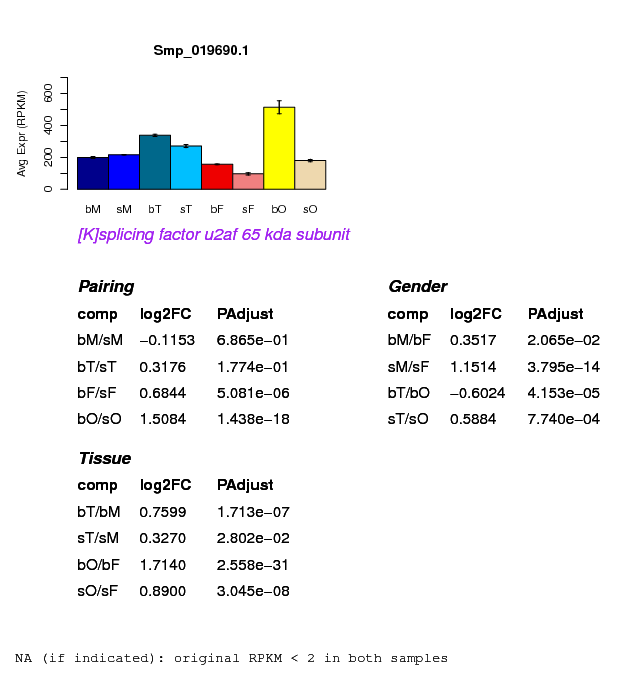 Smp_019690.1
Avg Expr (RPKM)
0 200 400 600
bM sM bT sT bF sF bO sO
[K]splicing factor u2af 65 kda subunit
Pairing
comp log2FC PAdjust
bM/sM −0.1153 6.865e−01
bT/sT 0.3176 1.774e−01
bF/sF 0.6844 5.081e−06
bO/sO 1.5084 1.438e−18
Gender
comp log2FC PAdjust
bM/bF 0.3517 2.065e−02
sM/sF 1.1514 3.795e−14
bT/bO −0.6024 4.153e−05
sT/sO 0.5884 7.740e−04
Tissue
comp log2FC PAdjust
bT/bM 0.7599 1.713e−07
sT/sM 0.3270 2.802e−02
bO/bF 1.7140 2.558e−31
sO/sF 0.8900 3.045e−08
NA (if indicated): original RPKM < 2 in both samples